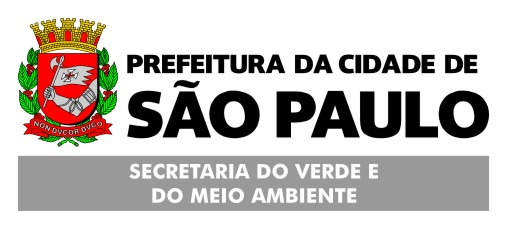 PREFEITURA DA CIDADE DE
SÃO PAULO
NON DVCOR DVCO
SECRETARIA DO VERDE E
DO MEIO AMBIENTE